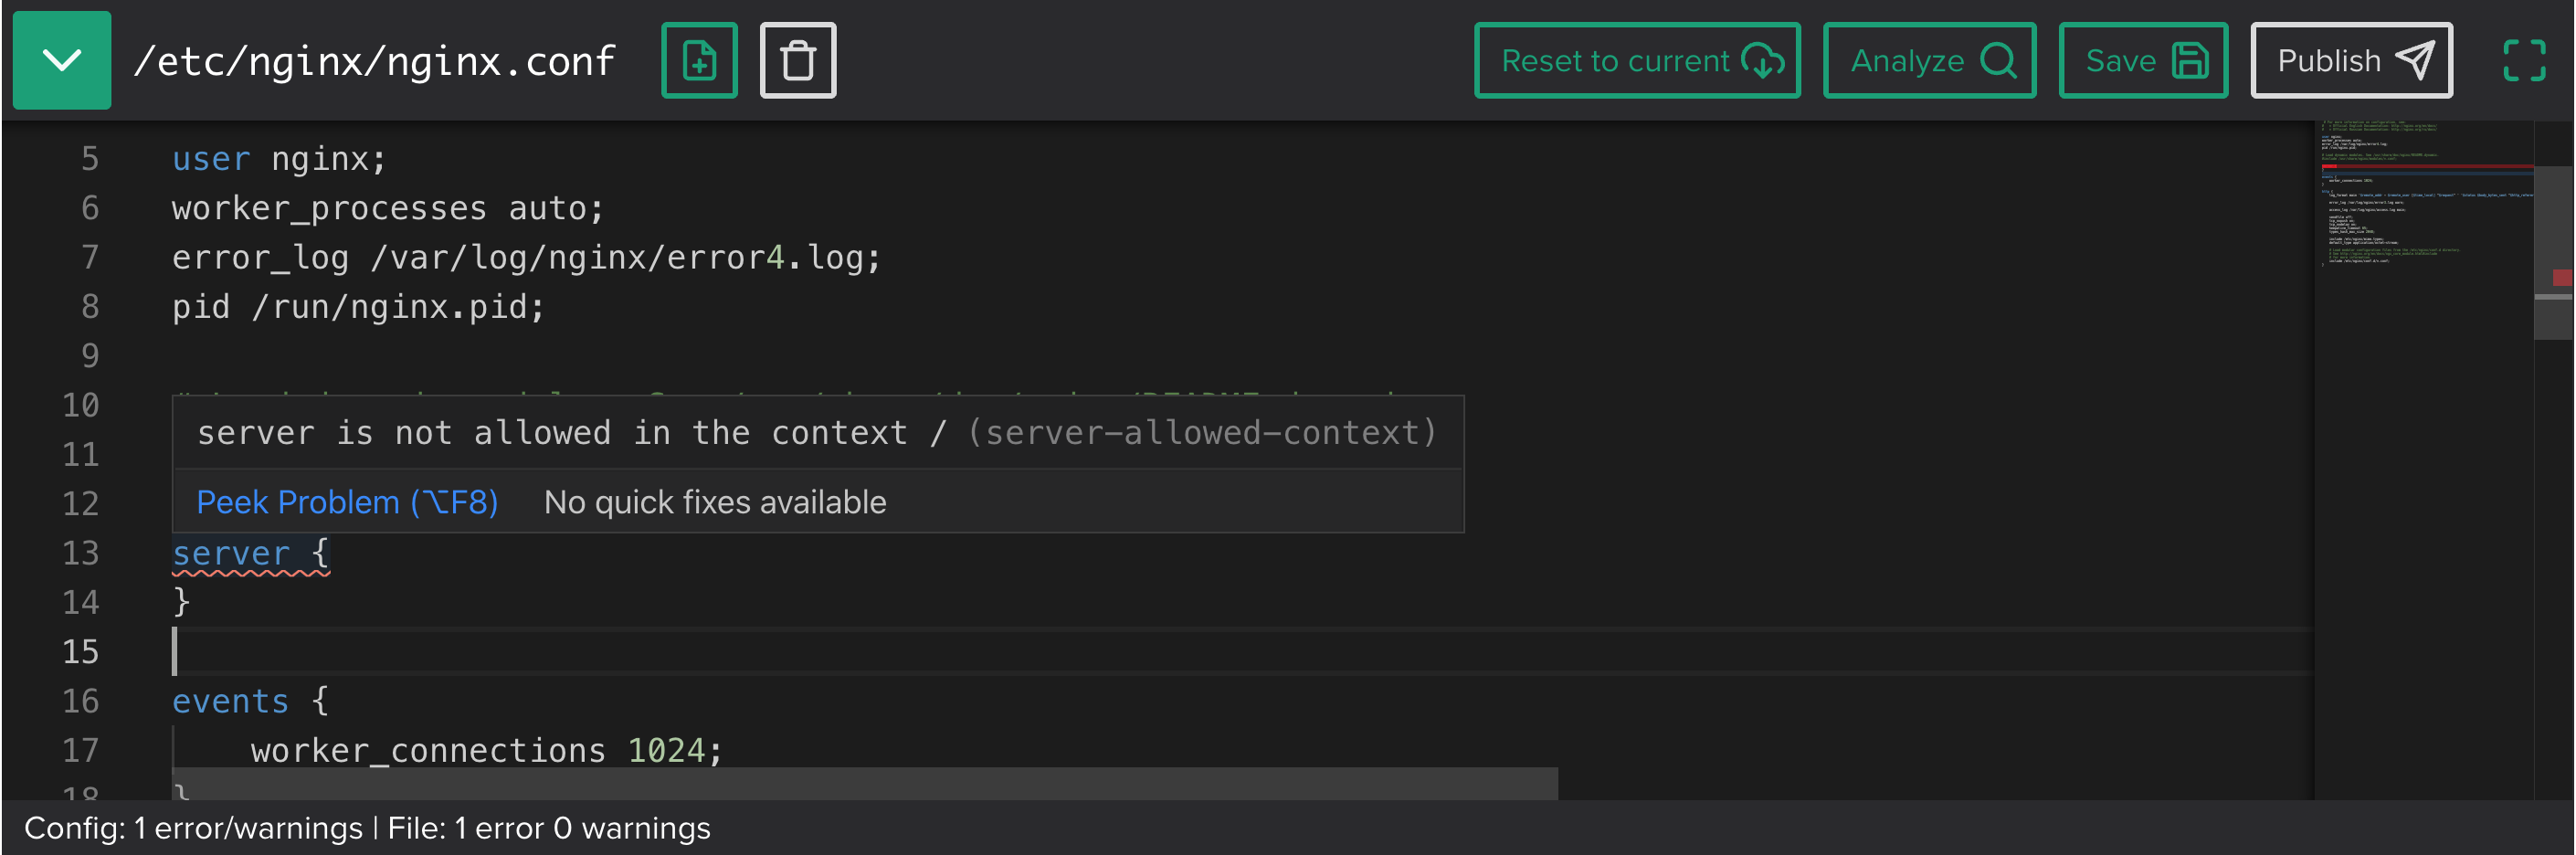 /etc/nginx/nginx.conf Reset to current Analyze Save Publish
5 user nginx;
6 worker_processes auto;
7 error_log /var/log/nginx/error4.log;
8 pid /run/nginx.pid;
9
10
server is not allowed in the context / (server-allowed-context)
11
12 Peek Problem (⌥F8) No quick fixes available
13 server {
14 }
15
16 events {
17 worker_connections 1024;
18 }
Config: 1 error/warnings | File: 1 error 0 warnings